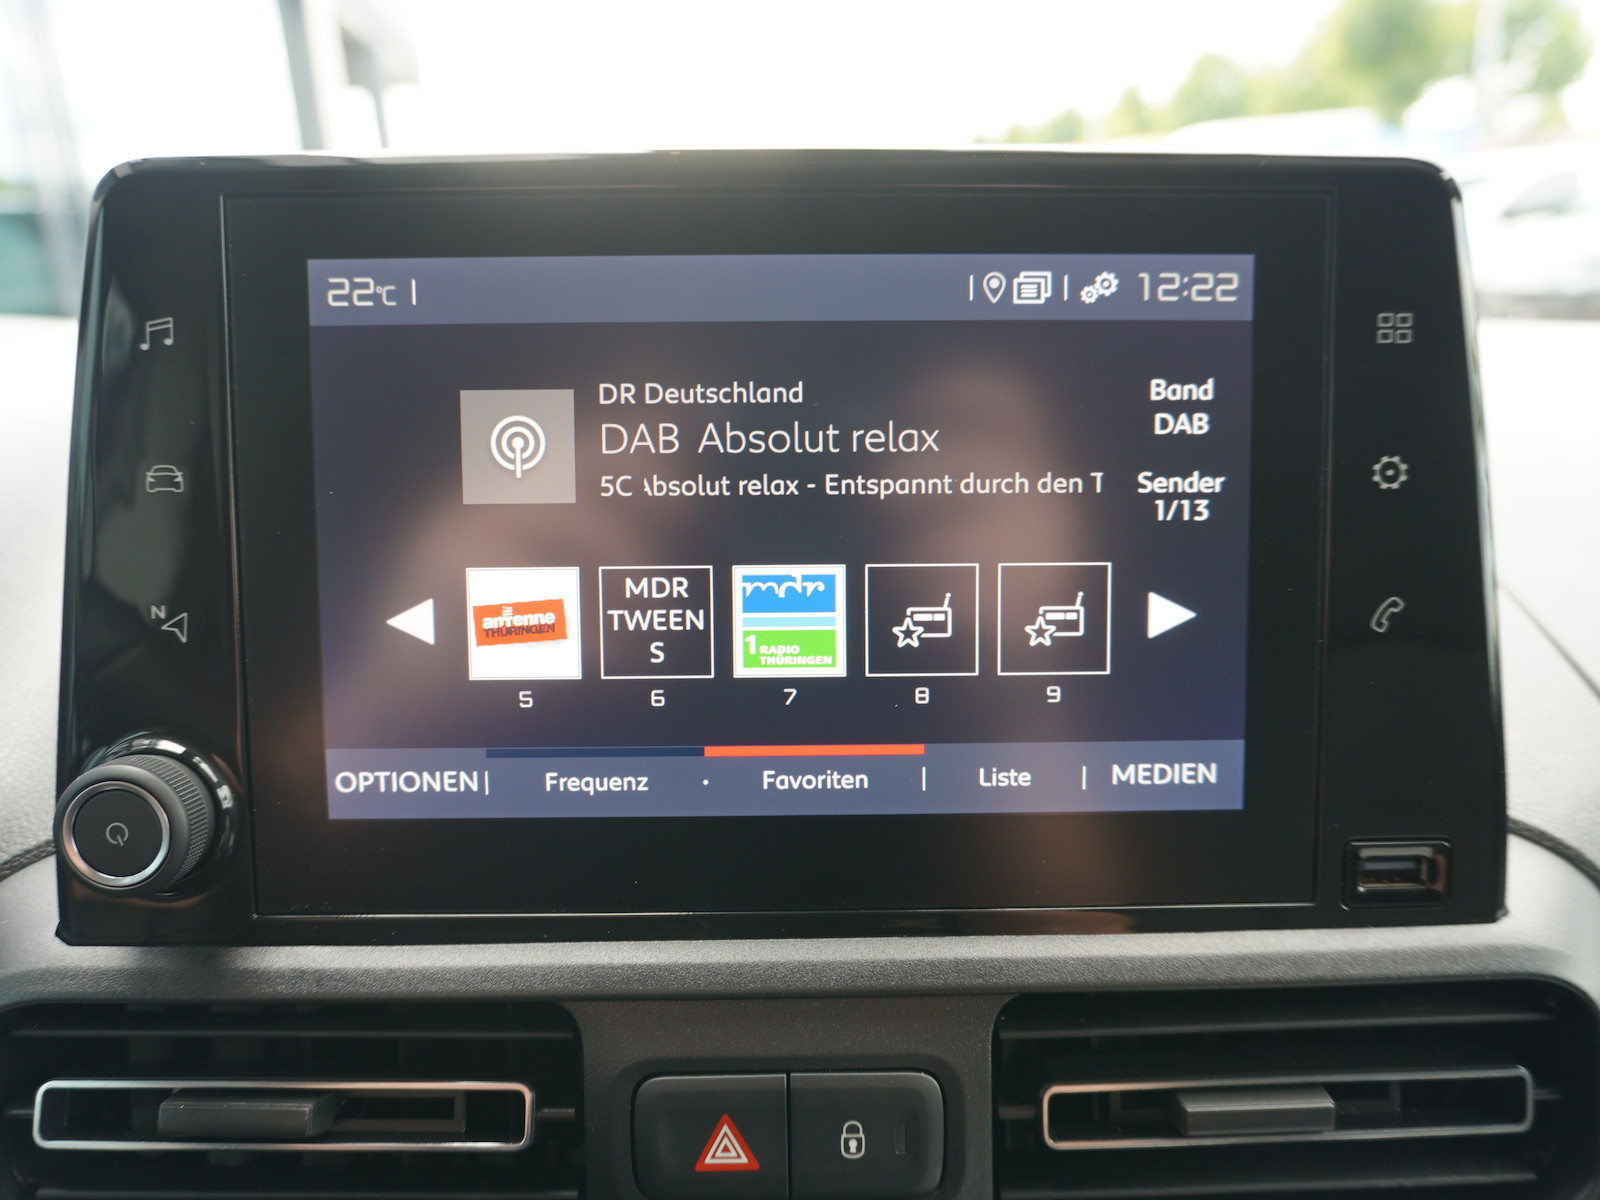 22°C
12:22
DR Deutschland
DAB Absolut relax
5C Absolut relax - Entspannt durch den T
Band
DAB
Sender
1/13
antenne
THÜRINGEN
MDR
TWEEN
S
mdr
1 RADIO
THÜRINGEN
5
6
7
8
9
OPTIONEN
Frequenz
Favoriten
Liste
MEDIEN
N